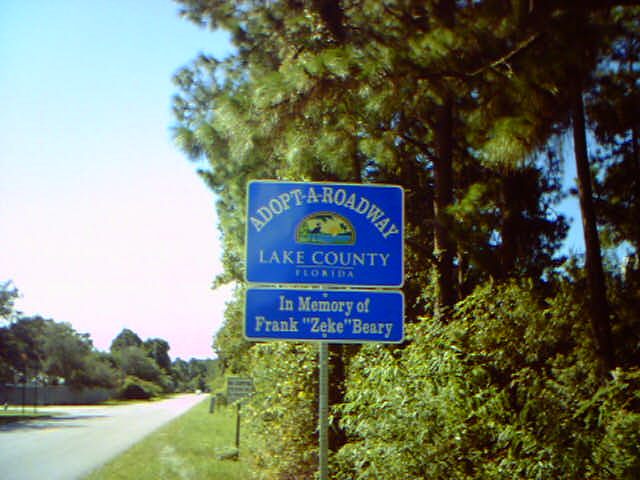 ADOPT-A-ROADWAY
LAKE COUNTY
FLORIDA
In Memory of
Frank "Zeke" Beary